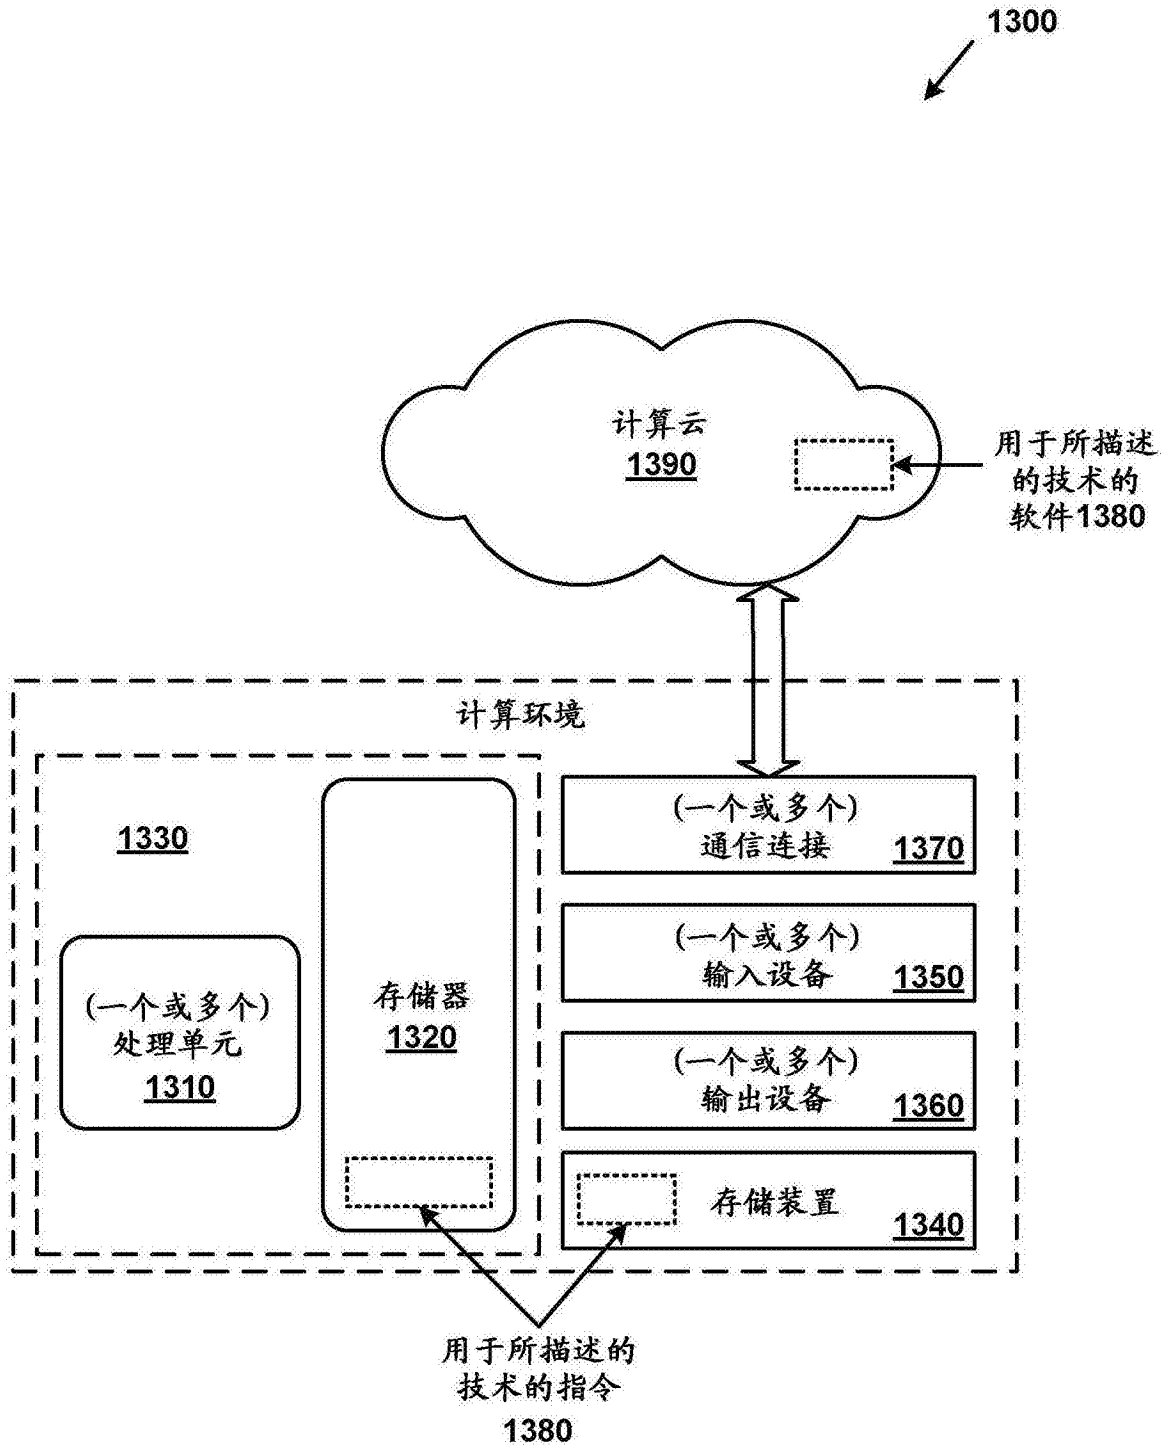 1300
计算云
1390
用于所描述
的技术的
软件1380
计算环境
1330
(一个或多个)
处理单元
1310
存储器
1320
(一个或多个)
通信连接
1370
(一个或多个)
输入设备
1350
(一个或多个)
输出设备
1360
存储装置
1340
用于所描述的
技术的指令
1380